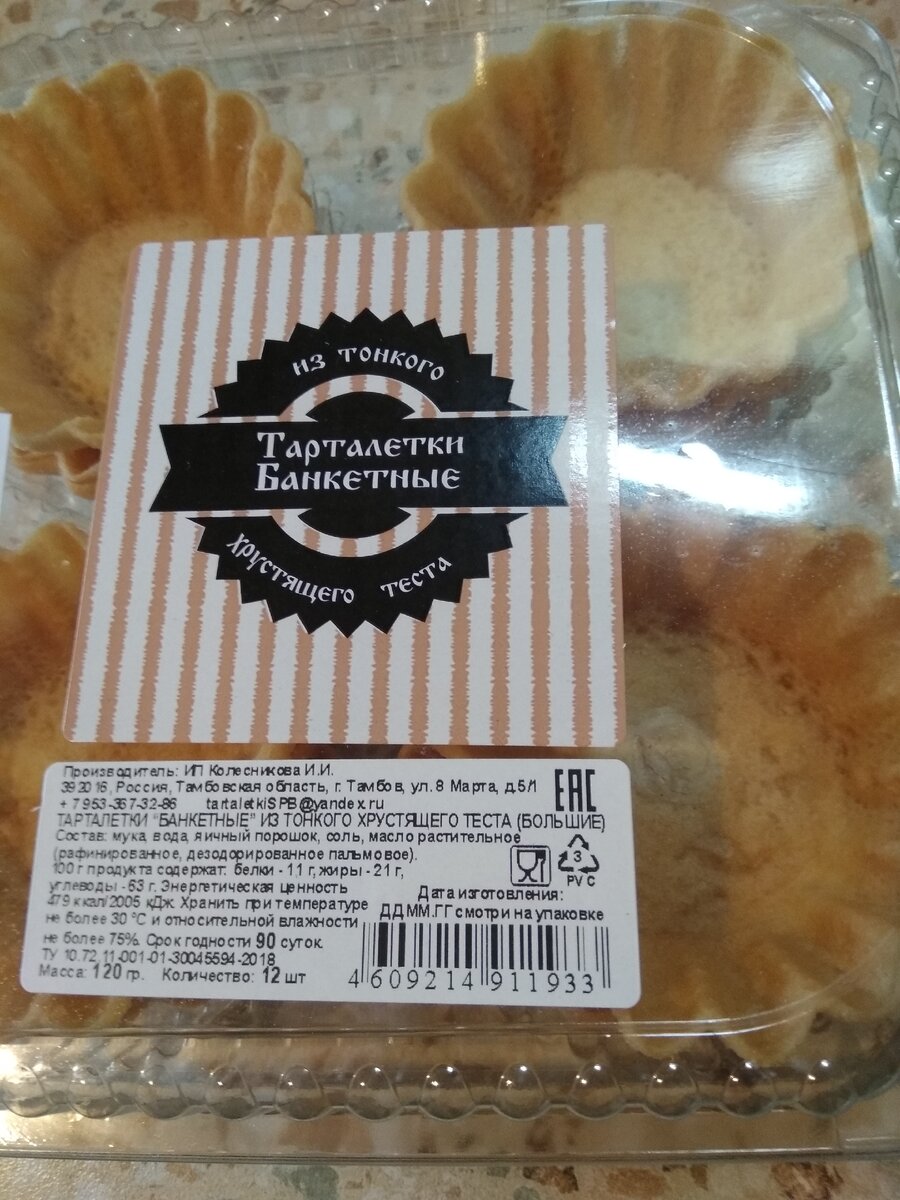 из тонкого
Тарталетки
Банкетные
хрустящего теста
Производитель: ИП Колесникова И.И.
392016, Россия, Тамбовская область, г. Тамбов, ул. 8 Марта, д.5/1
+ 7 953-367-32-86 tartaletkiSPB@yandex.ru
ТАРТАЛЕТКИ "БАНКЕТНЫЕ" ИЗ ТОНКОГО ХРУСТЯЩЕГО ТЕСТА (БОЛЬШИЕ)
Состав: мука, вода, яичный порошок, соль, масло растительное
(рафинированное, дезодорированное пальмовое).
100 г продукта содержат: белки - 11 г, жиры - 21 г,
углеводы - 63 г. Энергетическая ценность
479 ккал/2005 кДж. Хранить при температуре
не более 30 °С и относительной влажности
не более 75%. Срок годности 90 суток.
ТУ 10.72.11-001-01-30045594-2018
Масса: 120 гр. Количество: 12 шт
EAC
3
PVC
Дата изготовления:
ДД.ММ.ГГ смотри на упаковке
4 609214 911933